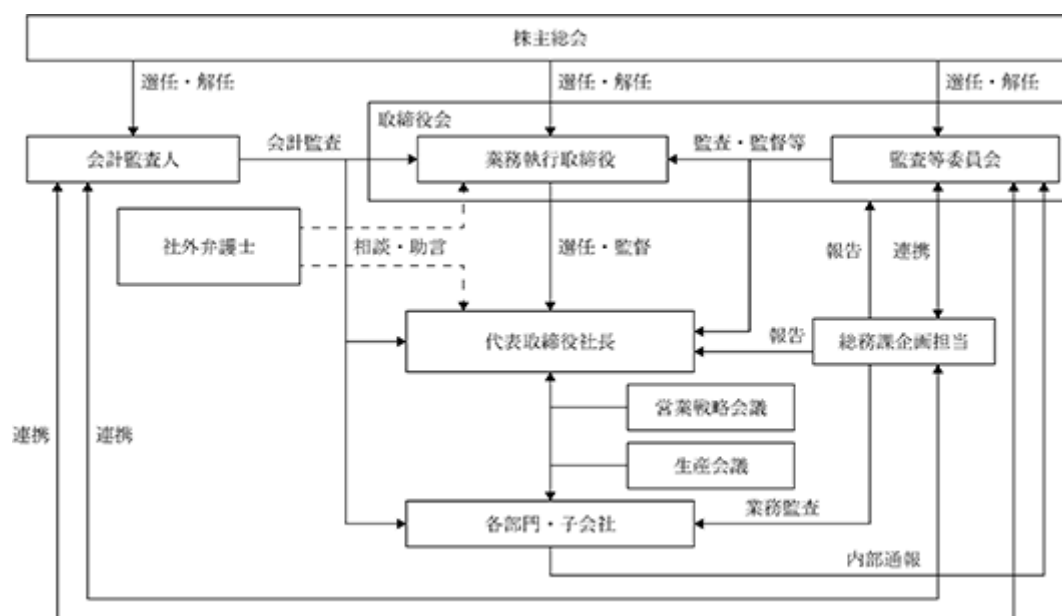 株主総会
選任・解任
選任・解任
選任・解任
取締役会
会計監査人
会計監査
業務執行取締役
監査・監督等
監査等委員会
社外弁護士
相談・助言
選任・監督
報告
連携
代表取締役社長
報告
総務課企画担当
営業戦略会議
連携
連携
生産会議
業務監査
各部門・子会社
内部通報